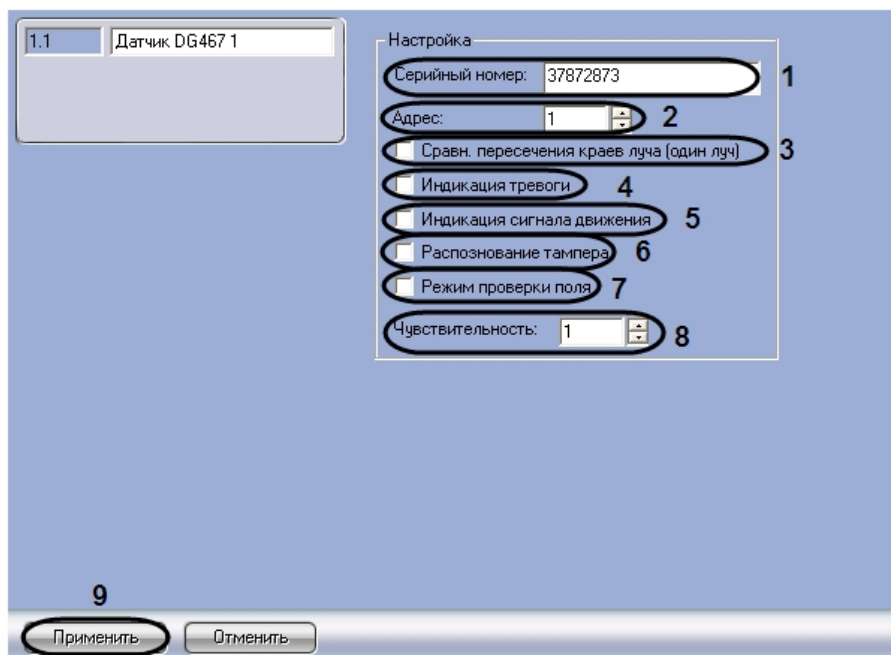 1.1 Датчик DG467 1
Настройка
Серийный номер: 37872873 1
Адрес: 1 2
Сравн. пересечения краев луча (один луч) 3
Индикация тревоги 4
Индикация сигнала движения 5
Распознование тампера 6
Режим проверки поля 7
Чувствительность: 1 8
9
Применить Отменить